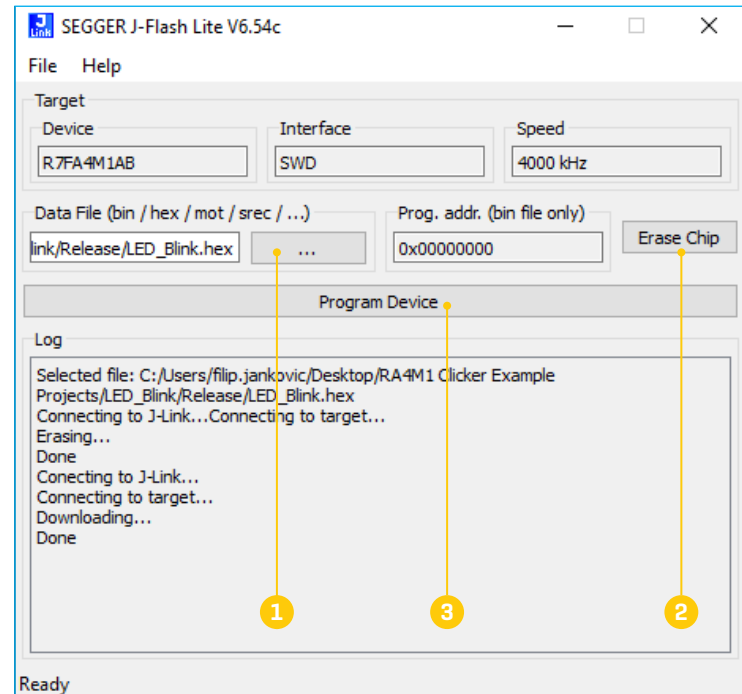 J
Link
SEGGER J-Flash Lite V6.54c
File Help
Target
Device Interface Speed
R7FA4M1AB SWD 4000 kHz
Data File (bin / hex / mot / srec / ...) Prog. addr. (bin file only)
link/Release/LED_Blink.hex ... 0x00000000 Erase Chip
Program Device
Log
Selected file: C:/Users/filip.jankovic/Desktop/RA4M1 Clicker Example
Projects/LED_Blink/Release/LED_Blink.hex
Connecting to J-Link...Connecting to target...
Erasing...
Done
Conecting to J-Link...
Connecting to target...
Downloading...
Done
1 3 2
Ready